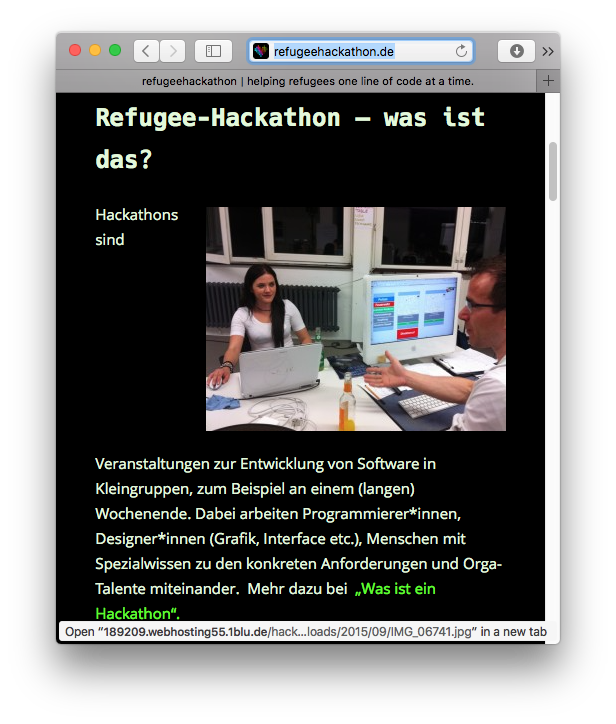 refugeehackathon.de
refugeehackathon | helping refugees one line of code at a time.
Refugee-Hackathon – was ist
das?
Hackathons
sind
Veranstaltungen zur Entwicklung von Software in
Kleingruppen, zum Beispiel an einem (langen)
Wochenende. Dabei arbeiten Programmierer*innen,
Designer*innen (Grafik, Interface etc.), Menschen mit
Spezialwissen zu den konkreten Anforderungen und Orga-
Talente miteinander. Mehr dazu bei „Was ist ein
Hackathon“.
Open “189209.webhosting55.1blu.de/hack...loads/2015/09/IMG_06741.jpg” in a new tab